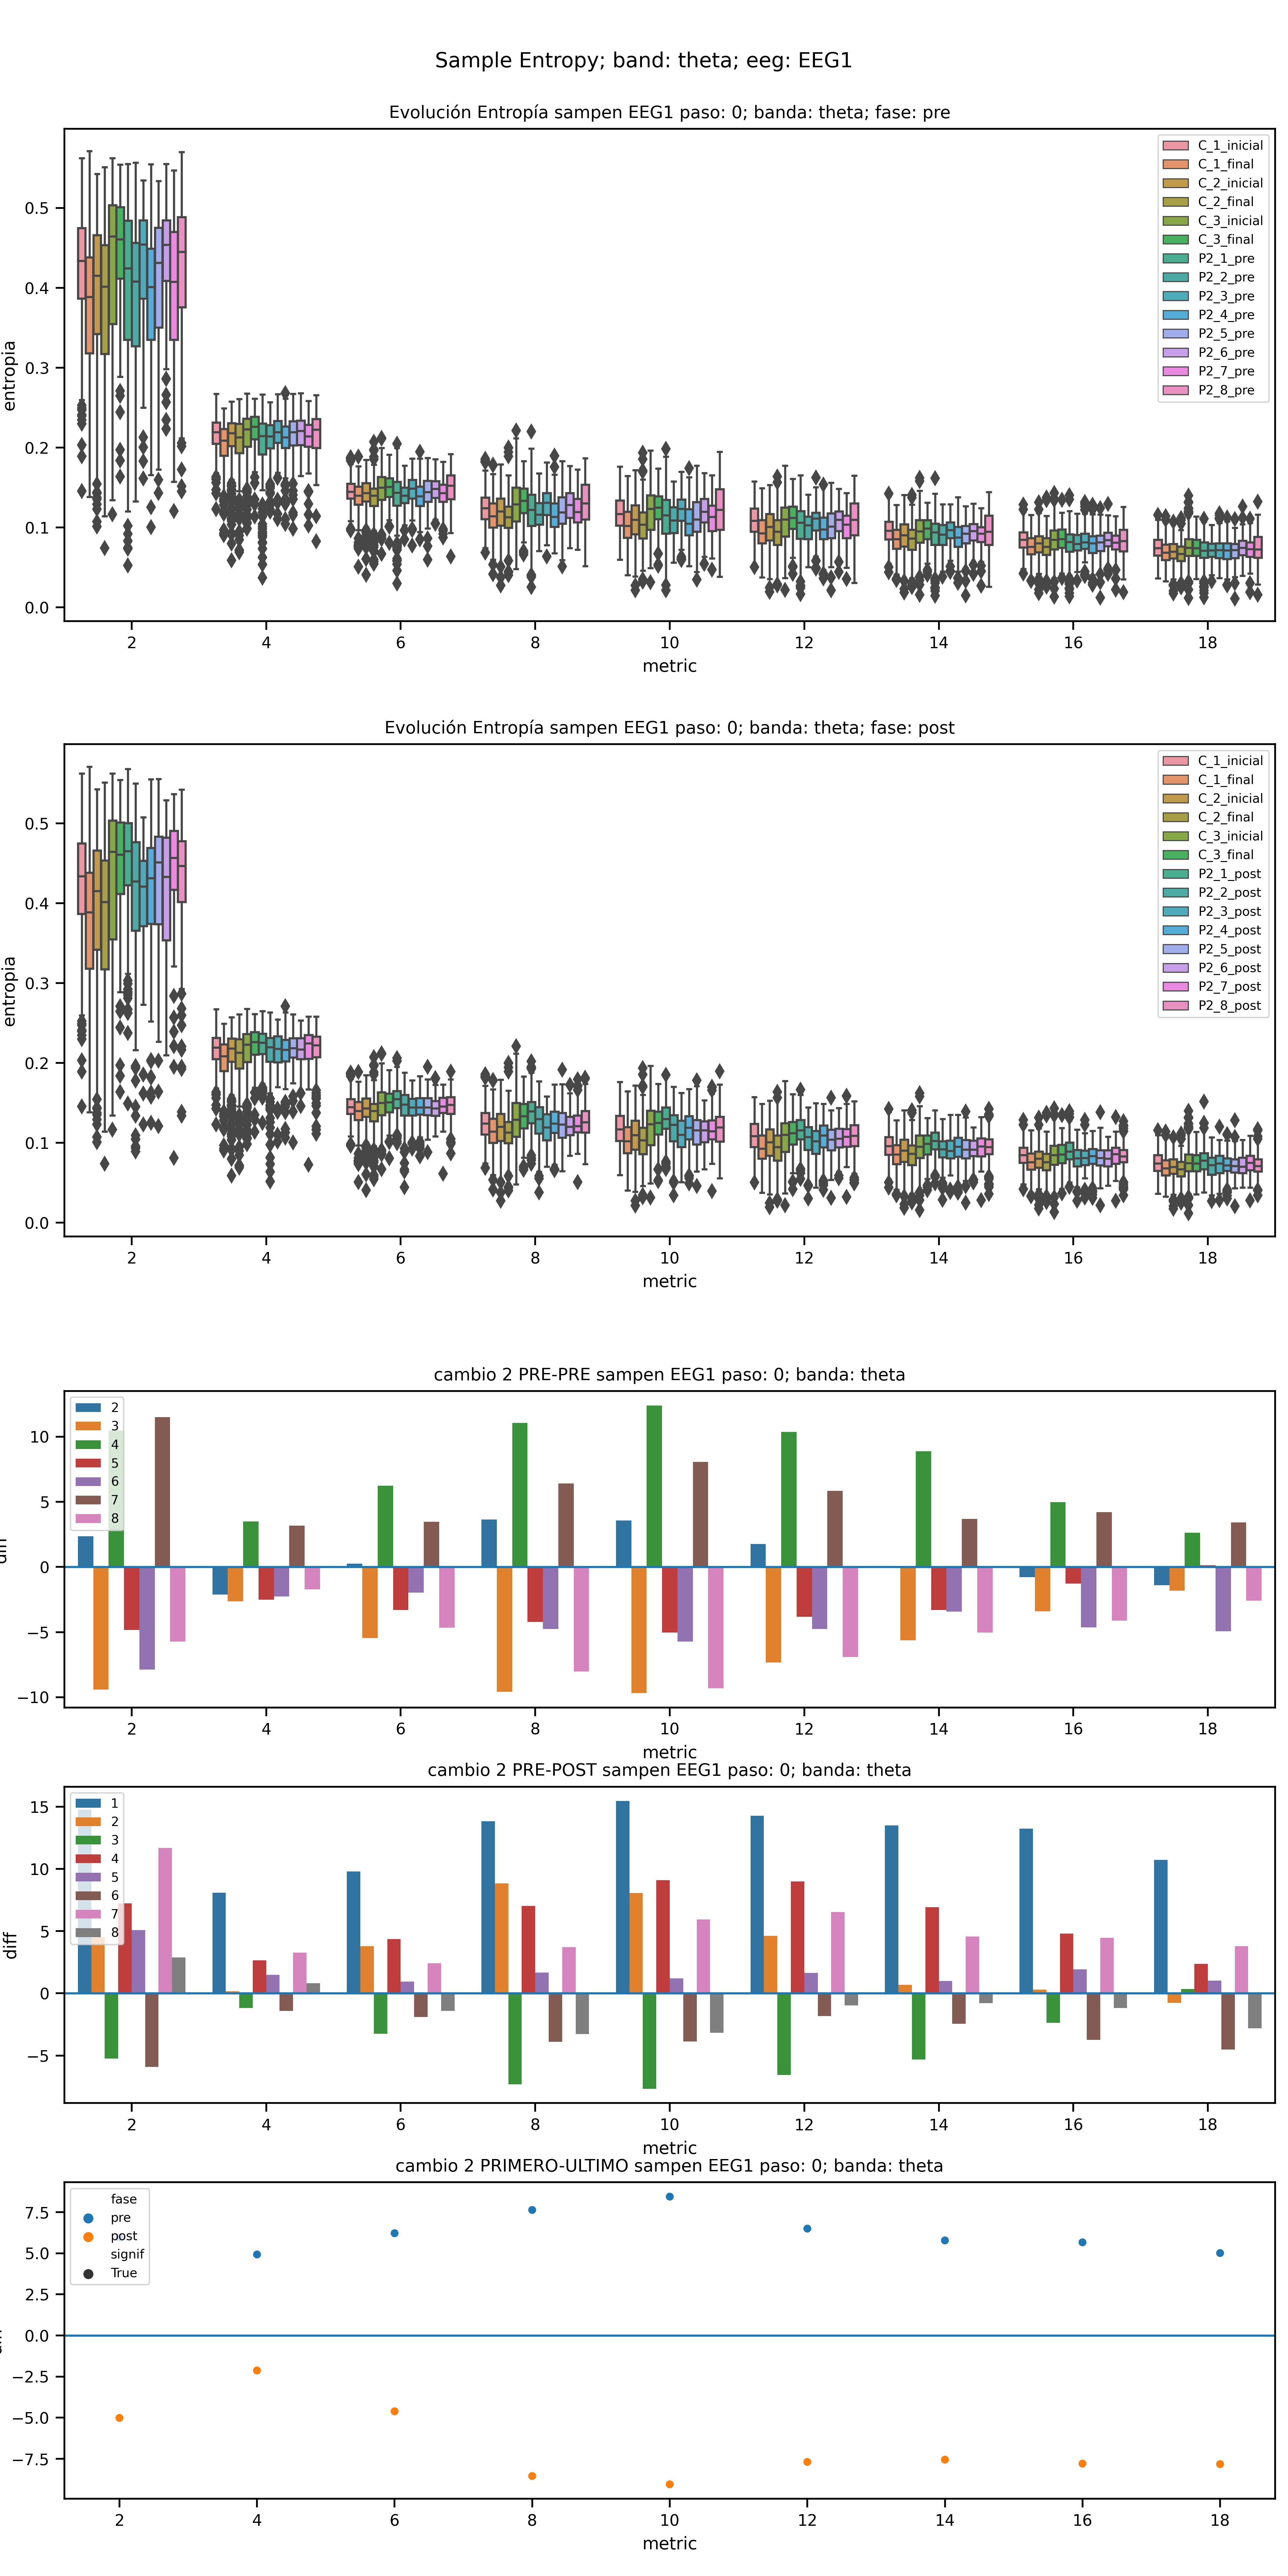 Sample Entropy; band: theta; eeg: EEG1
Evolución Entropía sampen EEG1 paso: 0; banda: theta; fase: pre
entropia
0.5
0.4
0.3
0.2
0.1
0.0
C_1_inicial
C_1_final
C_2_inicial
C_2_final
C_3_inicial
C_3_final
P2_1_pre
P2_2_pre
P2_3_pre
P2_4_pre
P2_5_pre
P2_6_pre
P2_7_pre
P2_8_pre
2 4 6 8 10 12 14 16 18
metric
Evolución Entropía sampen EEG1 paso: 0; banda: theta; fase: post
entropia
0.5
0.4
0.3
0.2
0.1
0.0
C_1_inicial
C_1_final
C_2_inicial
C_2_final
C_3_inicial
C_3_final
P2_1_post
P2_2_post
P2_3_post
P2_4_post
P2_5_post
P2_6_post
P2_7_post
P2_8_post
2 4 6 8 10 12 14 16 18
metric
cambio 2 PRE-PRE sampen EEG1 paso: 0; banda: theta
10
5
0
−5
−10
2
3
4
5
6
7
8
2 4 6 8 10 12 14 16 18
metric
cambio 2 PRE-POST sampen EEG1 paso: 0; banda: theta
diff
15
10
5
0
−5
1
2
3
4
5
6
7
8
2 4 6 8 10 12 14 16 18
metric
cambio 2 PRIMERO-ULTIMO sampen EEG1 paso: 0; banda: theta
7.5
5.0
2.5
0.0
−2.5
−5.0
−7.5
fase
pre
post
signif
True
2 4 6 8 10 12 14 16 18
metric